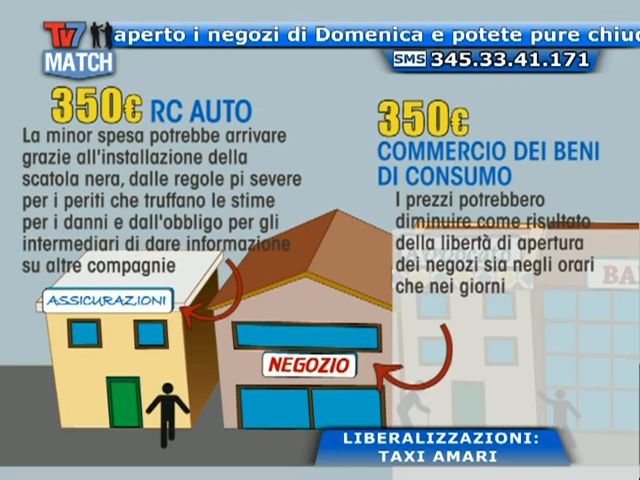 TV7
MATCH
aperto i negozi di Domenica e potete pure chiud
SMS 345.33.41.171
350€ RC AUTO
La minor spesa potrebbe arrivare
grazie all'installazione della
scatola nera, dalle regole pi severe
per i periti che truffano le stime
per i danni e dall'obbligo per gli
intermediari di dare informazione
su altre compagnie
350€
COMMERCIO DEI BENI
DI CONSUMO
I prezzi potrebbero
diminuire come risultato
della libertà di apertura
dei negozi sia negli orari
che nei giorni
ASSICURAZIONI
NEGOZIO
BA
LIBERALIZZAZIONI:
TAXI AMARI